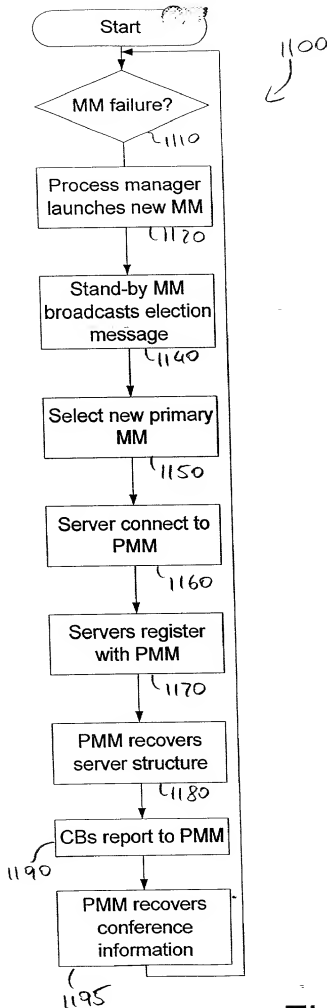 Start
1100
MM failure?
1110
Process manager
launches new MM
1120
Stand-by MM
broadcasts election
message
1140
Select new primary
MM
1150
Server connect to
PMM
1160
Servers register
with PMM
1170
PMM recovers
server structure
1180
CBs report to PMM
1190
PMM recovers
conference
information
1195